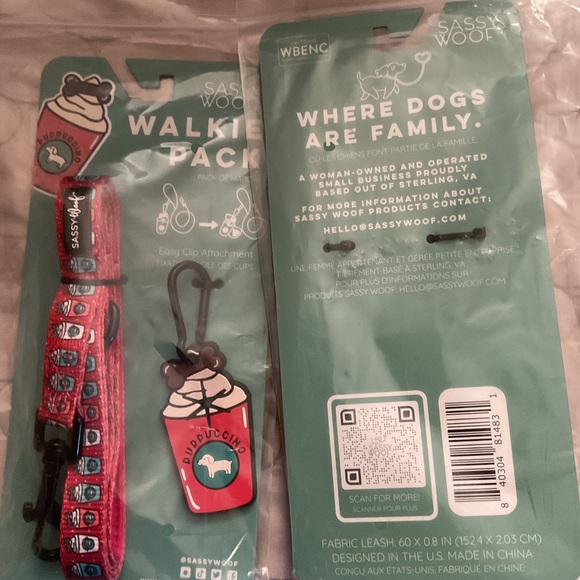 SASSY
WOOF
WALKIE
PACK
PUPPUCCINO
SASSY Woof
Easy Clip Attachment
PUPPUCCINO
@SASSYWOOF
WBENC
SASSY
WOOF
WHERE DOGS
ARE FAMILY.
OÙ LES CHIENS FONT PARTIE DE LA FAMILLE.
A WOMAN-OWNED AND OPERATED
SMALL BUSINESS PROUDLY
BASED OUT OF STERLING, VA
FOR MORE INFORMATION ABOUT
SASSY WOOF PRODUCTS CONTACT:
HELLO@SASSYWOOF.COM
UNE FEMME APPARTENANT ET GÉRÉE PETITE ENTREPRISE
FIÈREMENT BASÉ À STERLING, VA
POUR PLUS D'INFORMATIONS SUR
PRODUITS SASSY WOOF: HELLO@SASSYWOOF.COM
SCAN FOR MORE!
SCANNER POUR PLUS
8 40304 81483 1
FABRIC LEASH: 60 X 0.8 IN (152.4 X 2.03 CM)
DESIGNED IN THE U.S. MADE IN CHINA
CONÇU AUX ÉTATS-UNIS, FABRIQUÉ EN CHINE